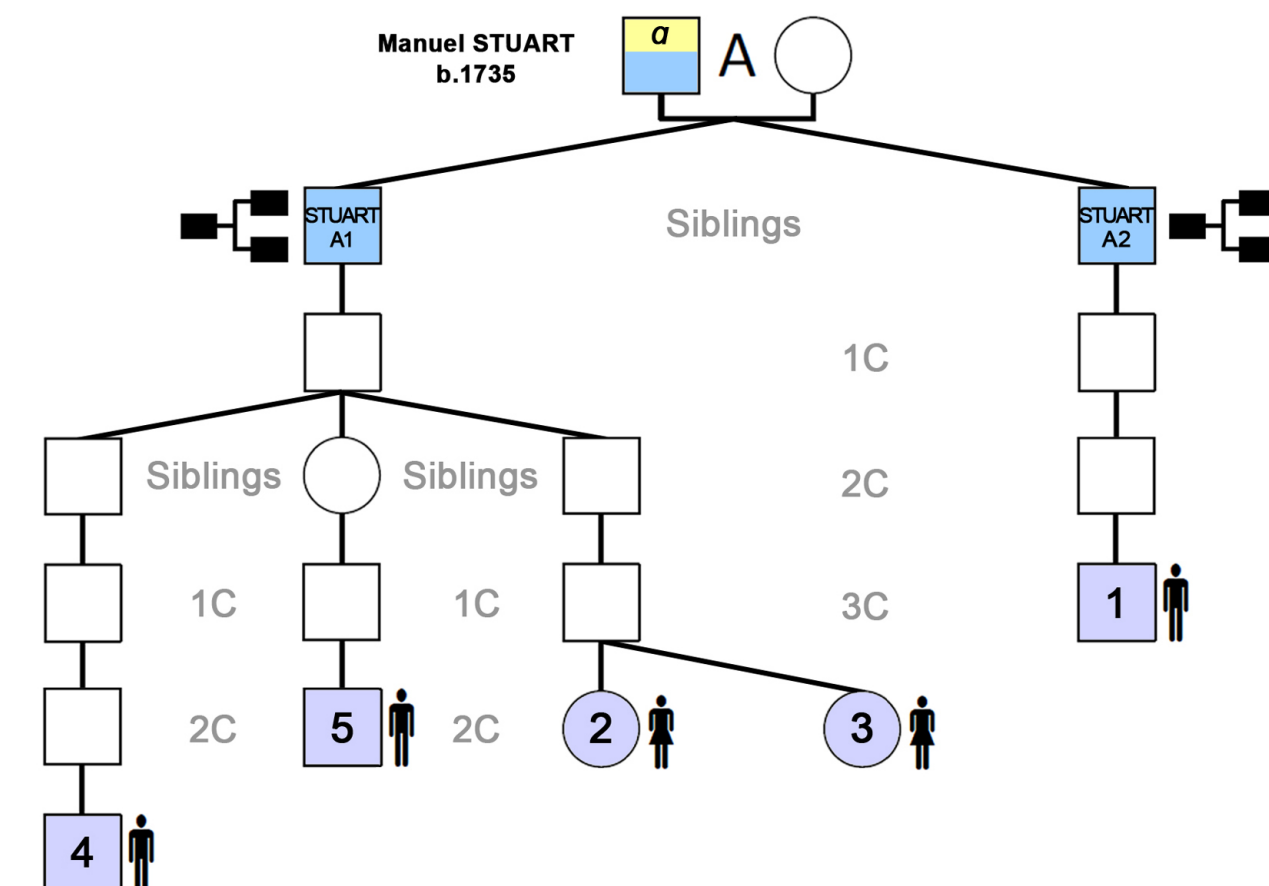 Manuel STUART
b.1735
a
A
STUART
A1
Siblings
STUART
A2
1C
Siblings
Siblings
2C
1C
1C
3C
1
2C
5
2C
2
3
4